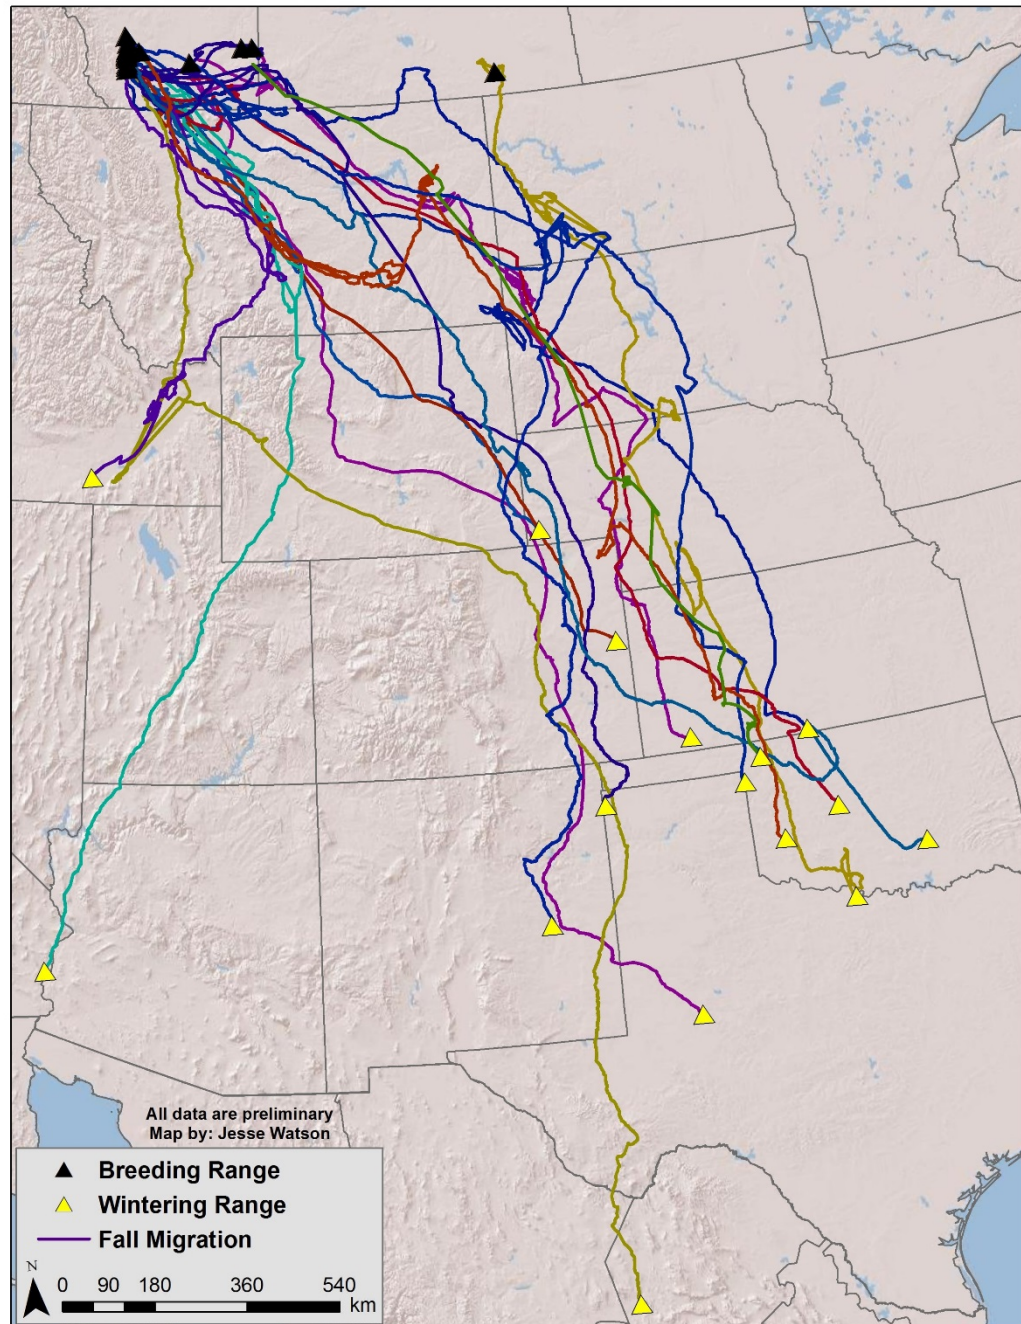 All data are preliminary
Map by: Jesse Watson
Breeding Range
Wintering Range
Fall Migration
N
0 90 180 360 540
km